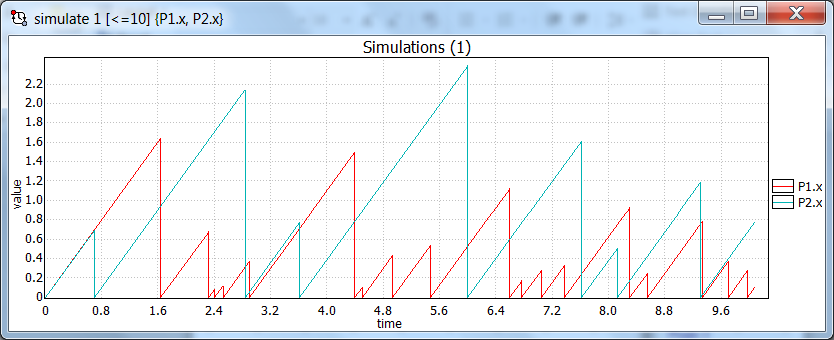 simulate 1 [<=10] {P1.x, P2.x}
Simulations (1)
value
2.2
2.0
1.8
1.6
1.4
1.2
1.0
0.8
0.6
0.4
0.2
0
0 0.8 1.6 2.4 3.2 4.0 4.8 5.6 6.4 7.2 8.0 8.8 9.6
time
P1.x
P2.x